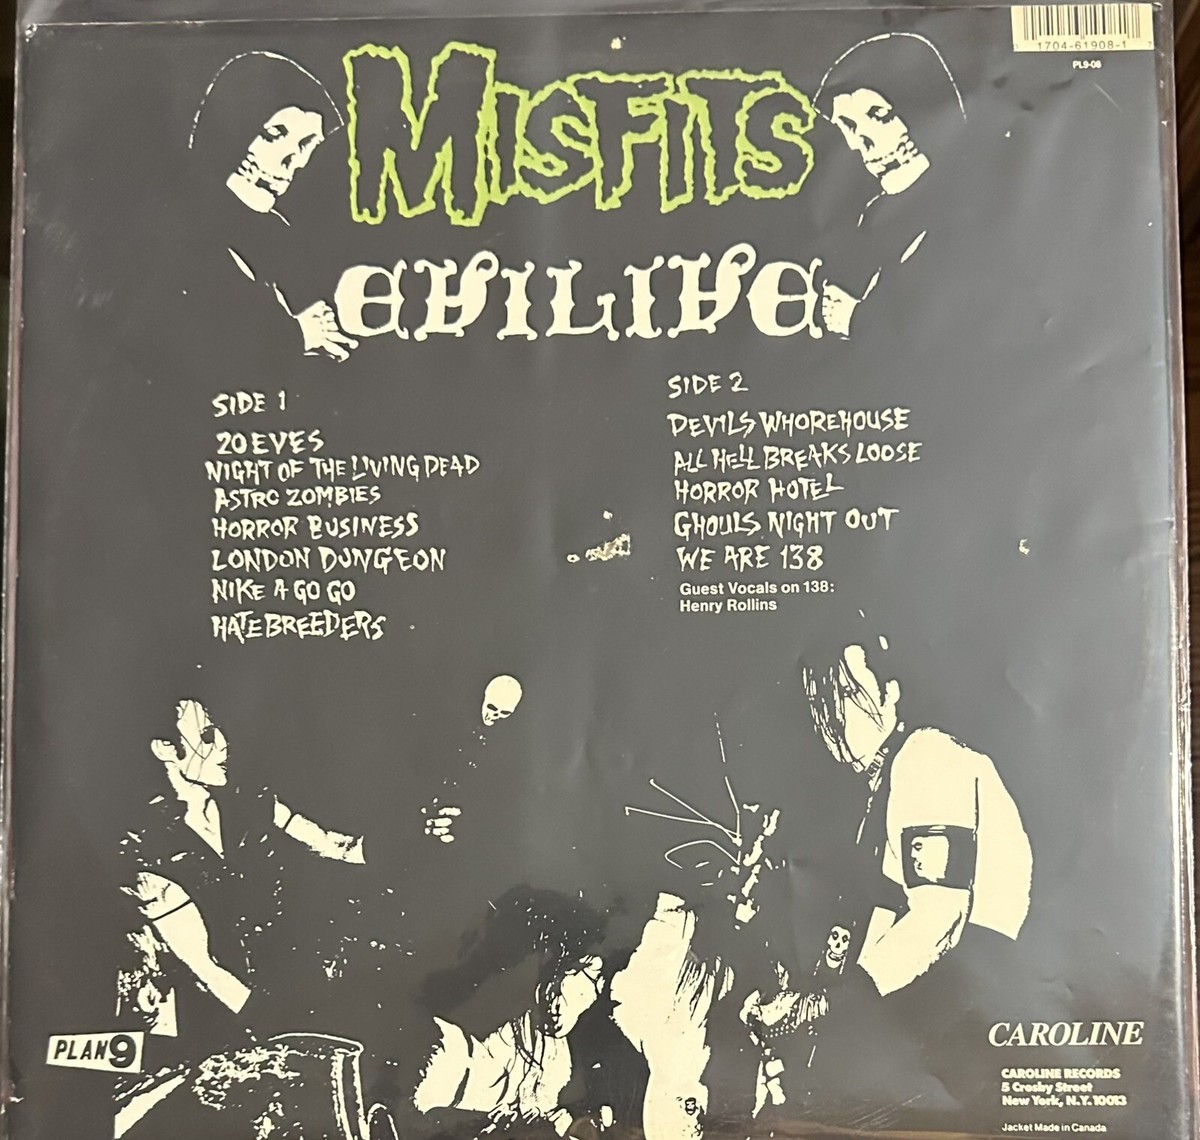 1704-61908-1
PL9-08
MISFITS
EVILIVE
SIDE 1
20 EYES
NIGHT OF THE LIVING DEAD
ASTRO ZOMBIES
HORROR BUSINESS
LONDON DUNGEON
NIKE A GO GO
HATEBREEDERS
SIDE 2
DEVILS WHOREHOUSE
ALL HELL BREAKS LOOSE
HORROR HOTEL
GHOULS NIGHT OUT
WE ARE 138
Guest Vocals on 138:
Henry Rollins
PLAN 9
CAROLINE
CAROLINE RECORDS
5 Crosby Street
New York, N.Y. 10013
Jacket Made in Canada